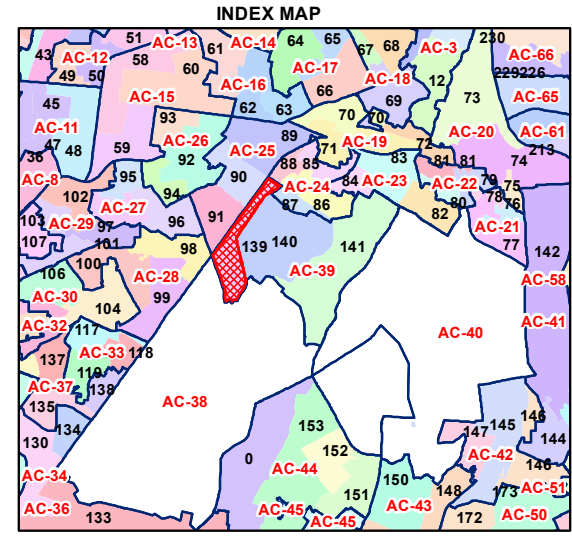 INDEX MAP
51 AC-13 61 AC-14 64 65 67 68 AC-3 230 AC-66
43 AC-12 58 60 AC-16 AC-17 AC-18 12 229 226
49 50 AC-15 66 69 73 AC-65
45 62 63 70 70 AC-20 AC-61
AC-11 93 AC-26 89 AC-19 72
47 48 59 92 AC-25 71 83 81 81 74 213
36 88 85
AC-8 95 90 AC-24 84 AC-23 AC-22 79 75
102 AC-27 94 87 86 80 78 76
103 AC-29 97 96 91 82 AC-21
107 101 98 139 140 141 77 142
106 100 AC-28 AC-39 AC-58
AC-30 99
104 AC-41
AC-32 117 AC-40
137 AC-33 118
119
AC-37 138 AC-38
135
134 153 147 145 146
130 152 144
0 AC-44 AC-42 146
AC-34 150 148 173 AC-51
AC-36 151 AC-43
133 AC-45 AC-45 172 AC-50